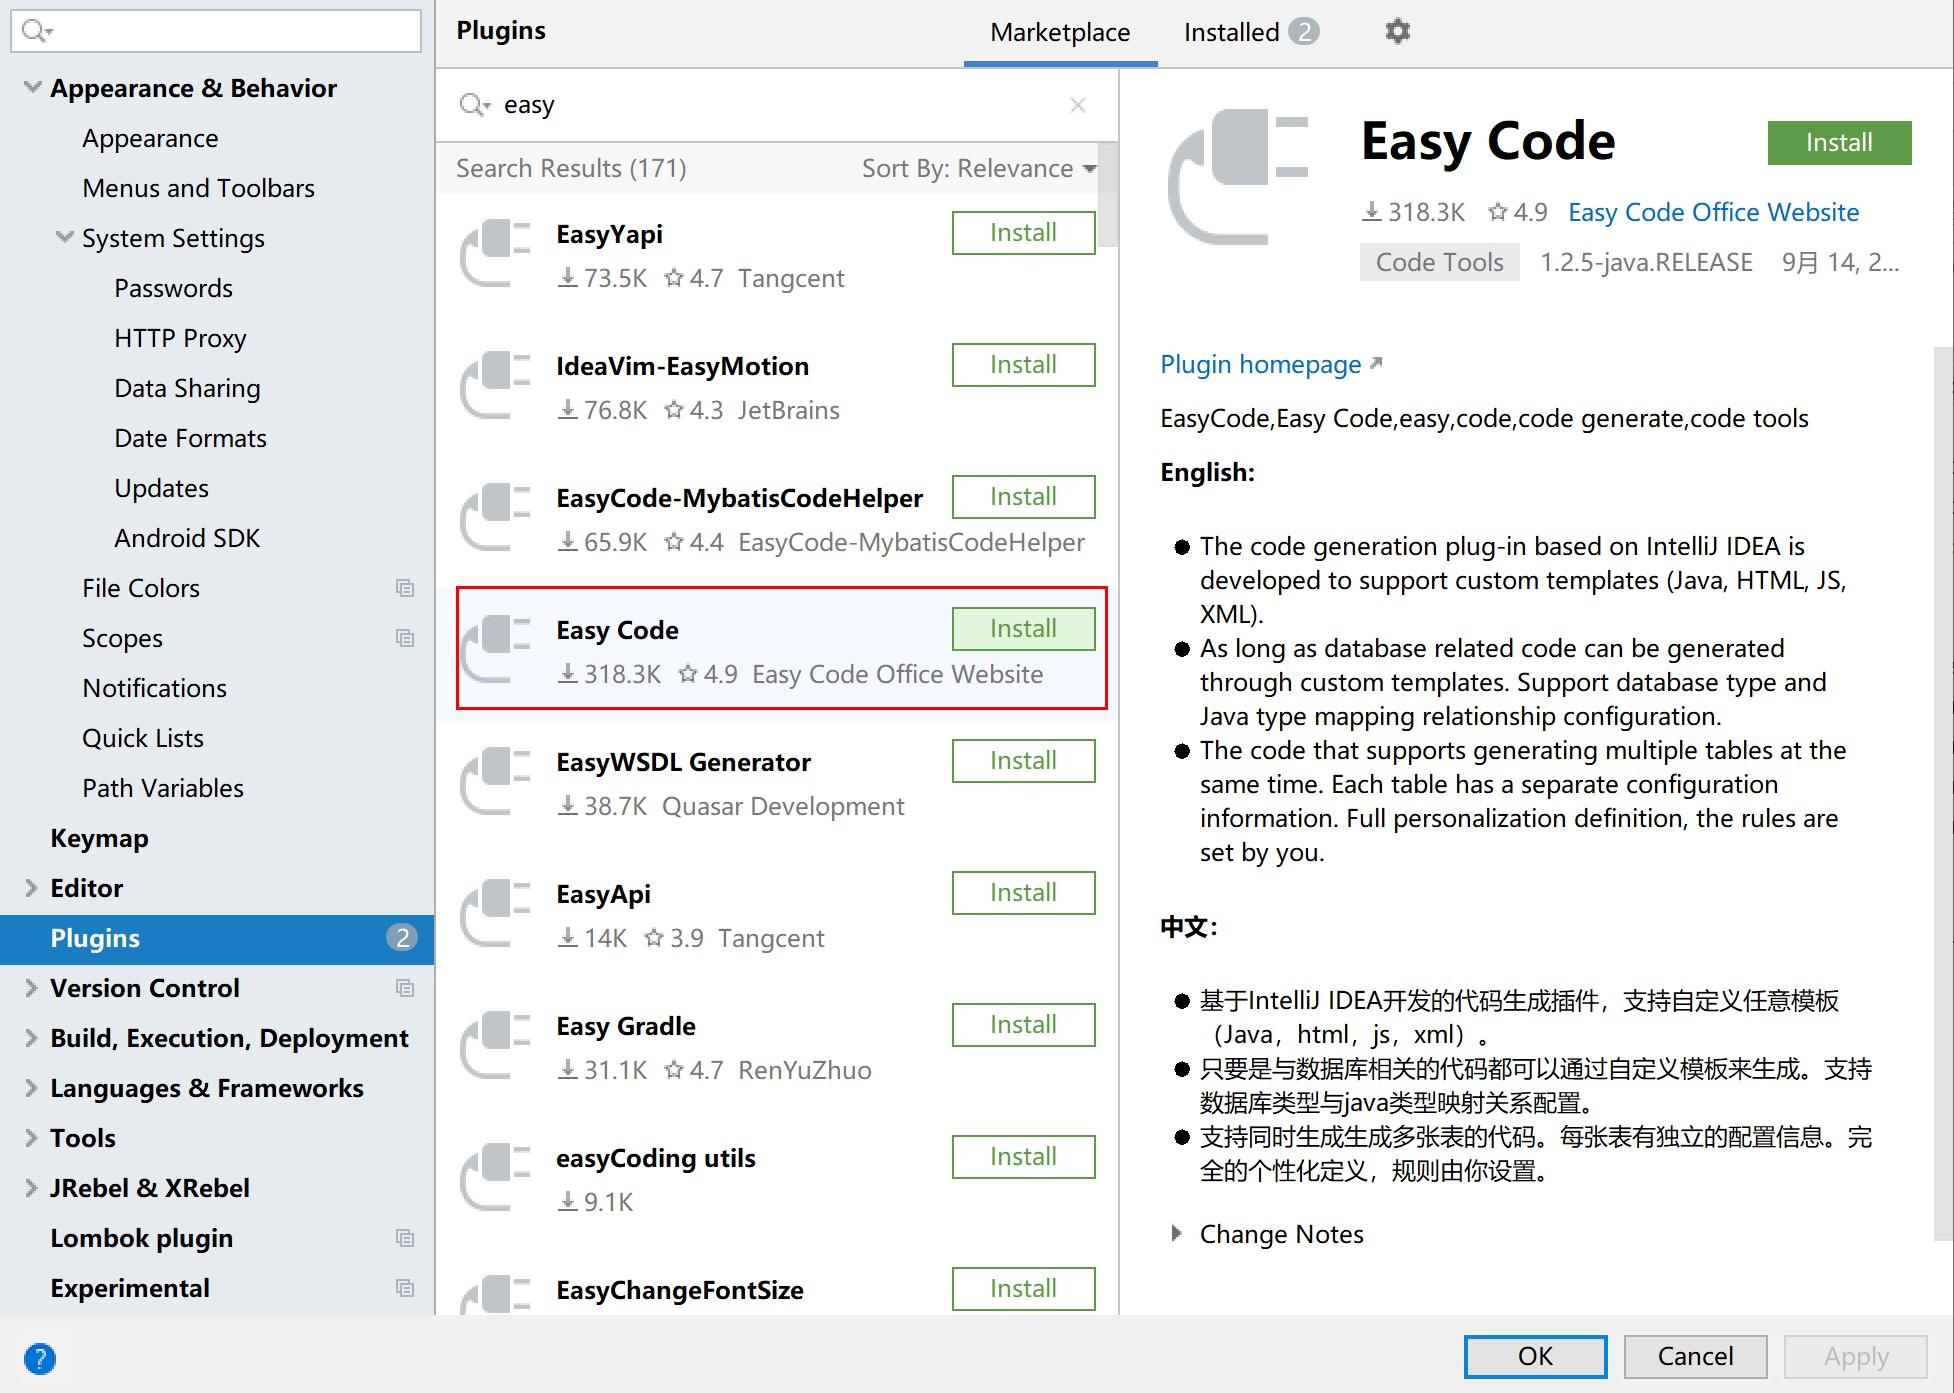 Appearance & Behavior
Appearance
Menus and Toolbars
System Settings
Passwords
HTTP Proxy
Data Sharing
Date Formats
Updates
Android SDK
File Colors
Scopes
Notifications
Quick Lists
Path Variables
Keymap
Editor
Plugins 2
Version Control
Build, Execution, Deployment
Languages & Frameworks
Tools
JRebel & XRebel
Lombok plugin
Experimental
?
Plugins Marketplace Installed 2
easy
Search Results (171) Sort By: Relevance
EasyYapi Install
73.5K 4.7 Tangcent
IdeaVim-EasyMotion Install
76.8K 4.3 JetBrains
EasyCode-MybatisCodeHelper Install
65.9K 4.4 EasyCode-MybatisCodeHelper
Easy Code Install
318.3K 4.9 Easy Code Office Website
EasyWSDL Generator Install
38.7K Quasar Development
EasyApi Install
14K 3.9 Tangcent
Easy Gradle Install
31.1K 4.7 RenYuZhuo
easyCoding utils Install
9.1K
EasyChangeFontSize Install
Easy Code Install
318.3K 4.9 Easy Code Office Website
Code Tools 1.2.5-java.RELEASE 9月 14, 2...
Plugin homepage
EasyCode,Easy Code,easy,code,code generate,code tools
English:
The code generation plug-in based on IntelliJ IDEA is
developed to support custom templates (Java, HTML, JS,
XML).
As long as database related code can be generated
through custom templates. Support database type and
Java type mapping relationship configuration.
The code that supports generating multiple tables at the
same time. Each table has a separate configuration
information. Full personalization definition, the rules are
set by you.
中文：
基于IntelliJ IDEA开发的代码生成插件，支持自定义任意模板
（Java，html，js，xml）。
只要是与数据库相关的代码都可以通过自定义模板来生成。支持
数据库类型与java类型映射关系配置。
支持同时生成生成多张表的代码。每张表有独立的配置信息。完
全的个性化定义，规则由你设置。
Change Notes
OK Cancel Apply